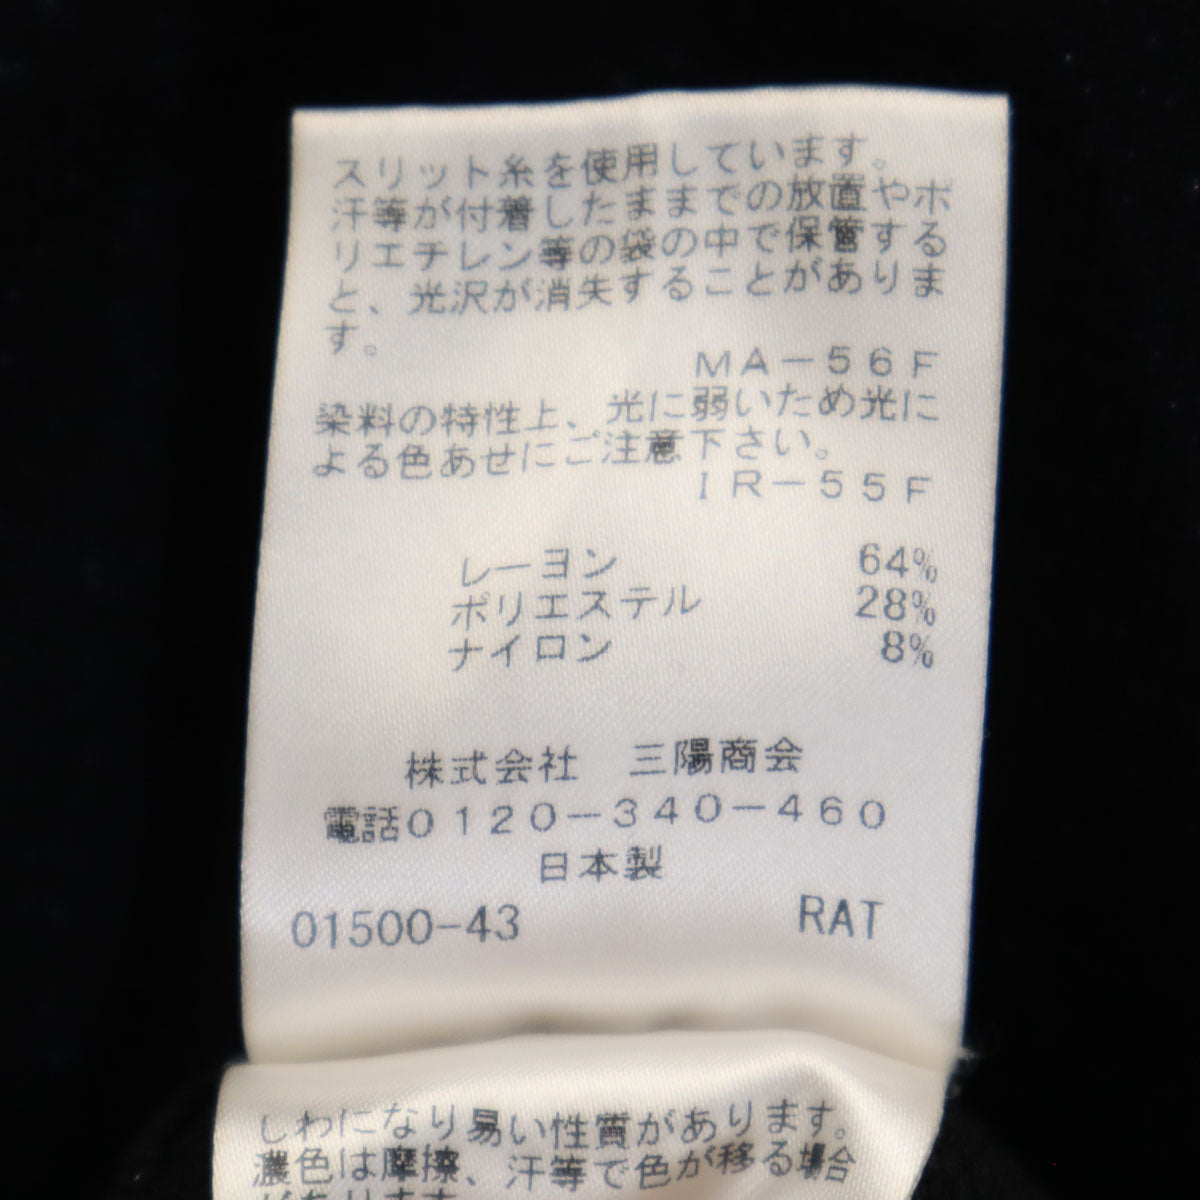 スリット糸を使用しています。
汗等が付着したままでの放置やポ
リエチレン等の袋の中で保管する
と、光沢が消失することがありま
す。
MA-56F
染料の特性上、光に弱いため光に
よる色あせにご注意下さい。
IR-55F
レーヨン 64%
ポリエステル 28%
ナイロン 8%
株式会社 三陽商会
電話0120-340-460
日本製
01500-43 RAT
しわになり易い性質があります。
濃色は摩擦、汗等で色が移る場合
があります